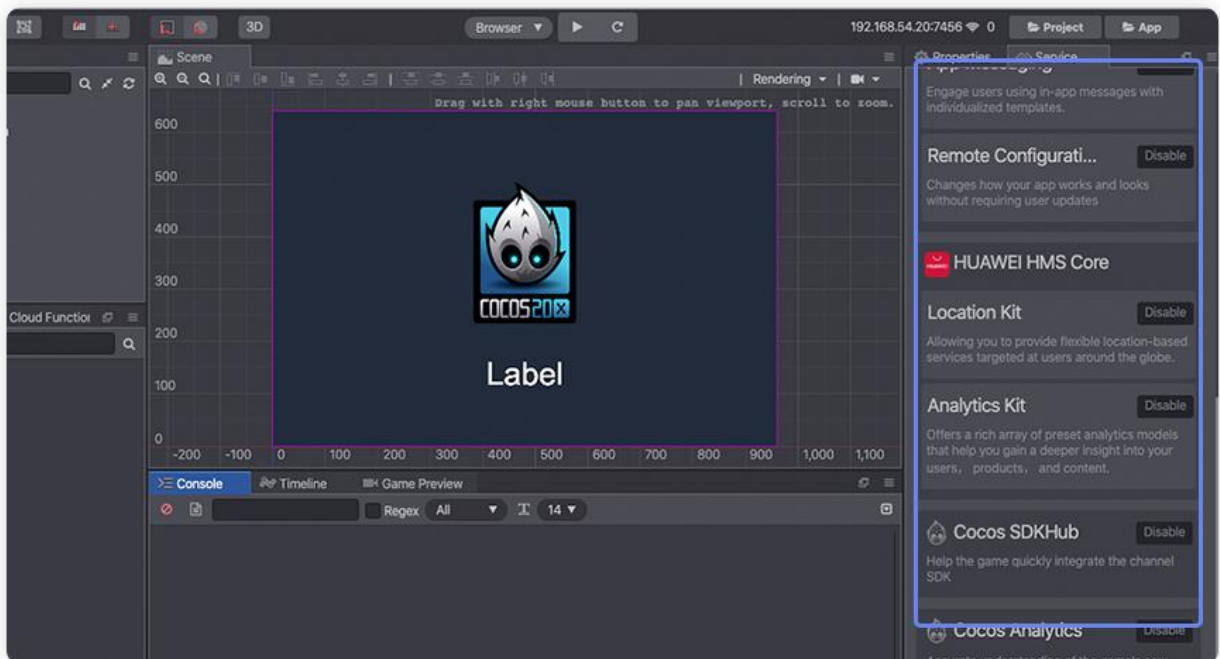 3D
Browser
192.168.54.20:7456
0
Project
App
Scene
Properties
Service
Rendering
Drag with right mouse button to pan viewport, scroll to zoom.
600
500
400
300
200
100
0
-200 -100 0 100 200 300 400 500 600 700 800 900 1,000 1,100
COCOS2DX
Label
Cloud Function
Console
Timeline
Game Preview
Regex
All
14
App Messaging
Engage users using in-app messages with
individualized templates.
Remote Configurati...
Disable
Changes how your app works and looks
without requiring user updates
HUAWEI HMS Core
Location Kit
Disable
Allowing you to provide flexible location-based
services targeted at users around the globe.
Analytics Kit
Disable
Offers a rich array of preset analytics models
that help you gain a deeper insight into your
users, products, and content.
Cocos SDKHub
Disable
Help the game quickly integrate the channel
SDK
Cocos Analytics
Disable